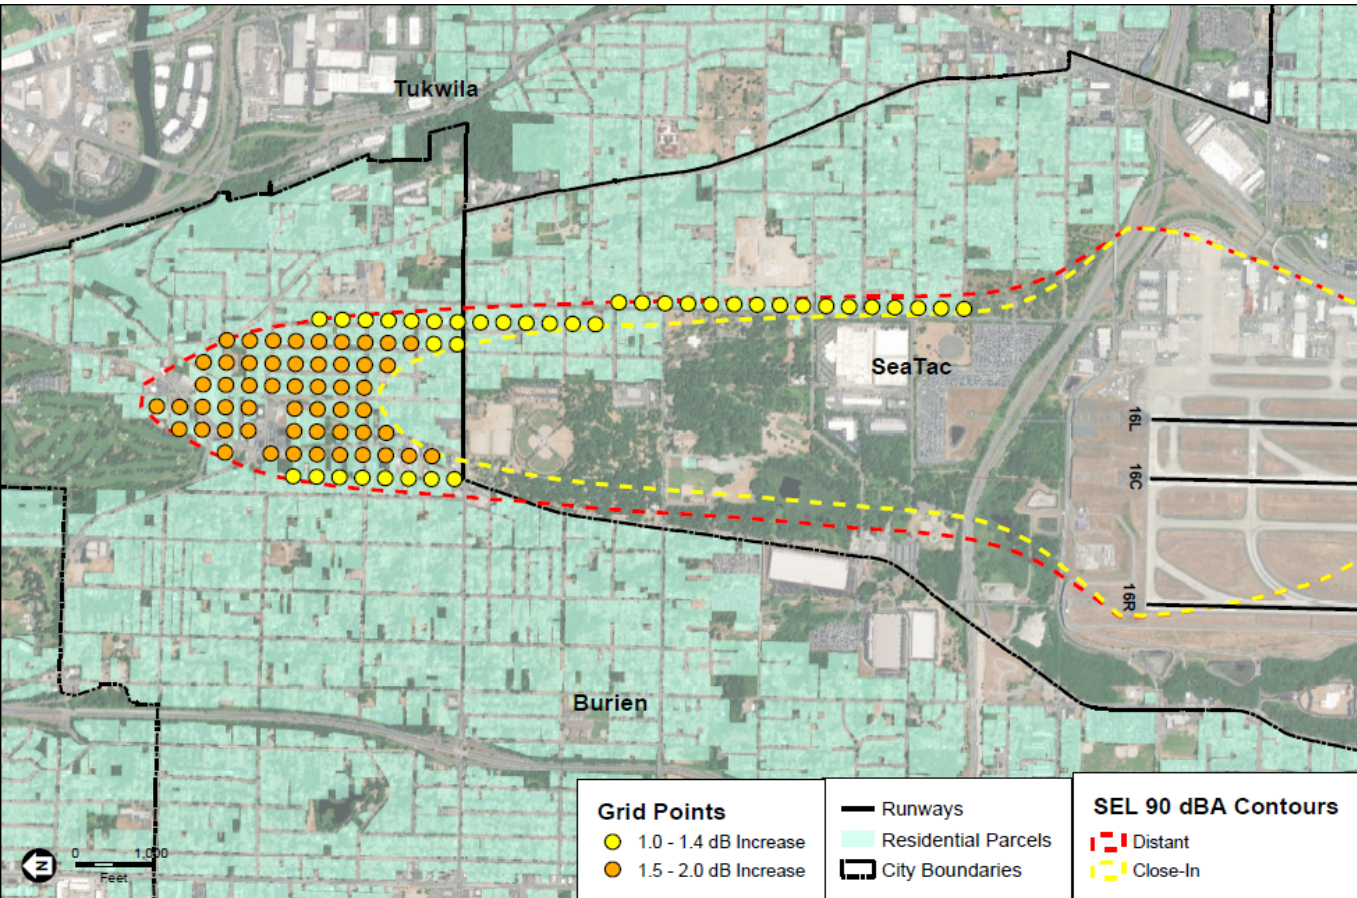 Tukwila
SeaTac
16L
16C
16R
Burien
Grid Points
1.0 - 1.4 dB Increase
1.5 - 2.0 dB Increase
Runways
Residential Parcels
City Boundaries
SEL 90 dBA Contours
Distant
Close-In
N
0 1,000
Feet